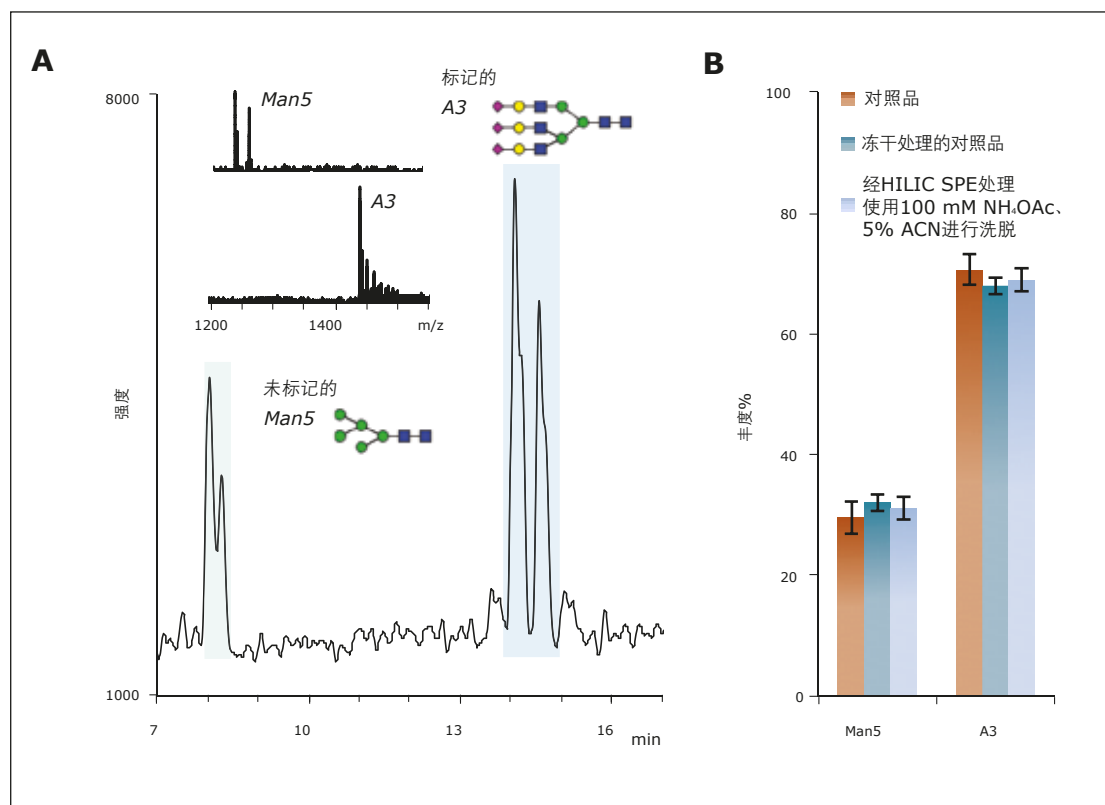 A
8000
Man5
A3
1200
1400
m/z
标记的
A3
未标记的
Man5
强度
1000
7
10
13
16
min
B
对照品
冻干处理的对照品
经HILIC SPE处理
使用100 mM NH₄OAc、
5% ACN进行洗脱
100
80
60
40
20
0
丰度%
Man5
A3